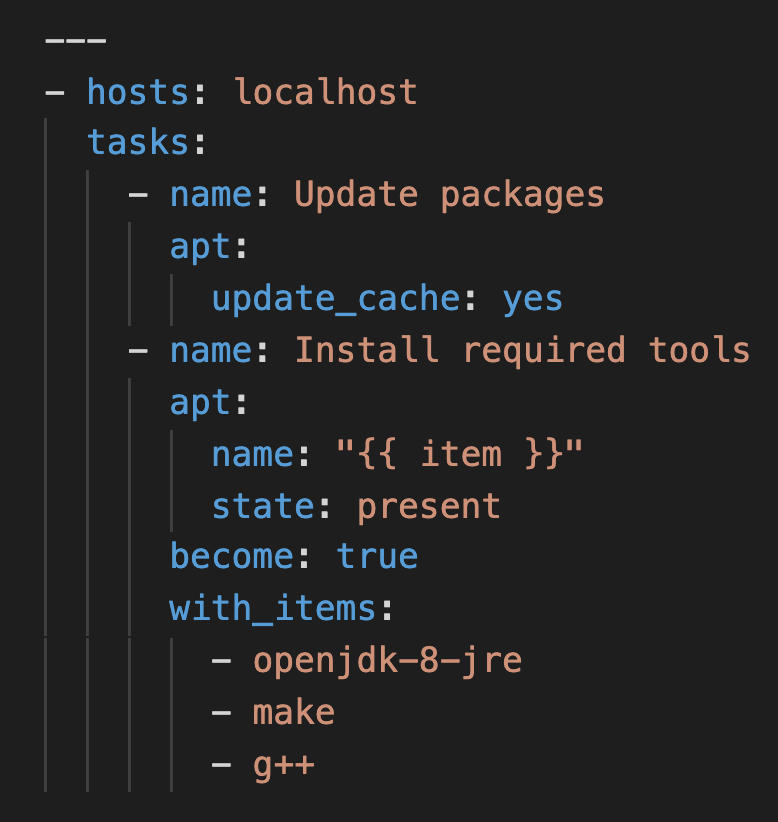 ---
- hosts: localhost
  tasks:
    - name: Update packages
      apt:
        update_cache: yes
    - name: Install required tools
      apt:
        name: "{{ item }}"
        state: present
      become: true
      with_items:
        - openjdk-8-jre
        - make
        - g++